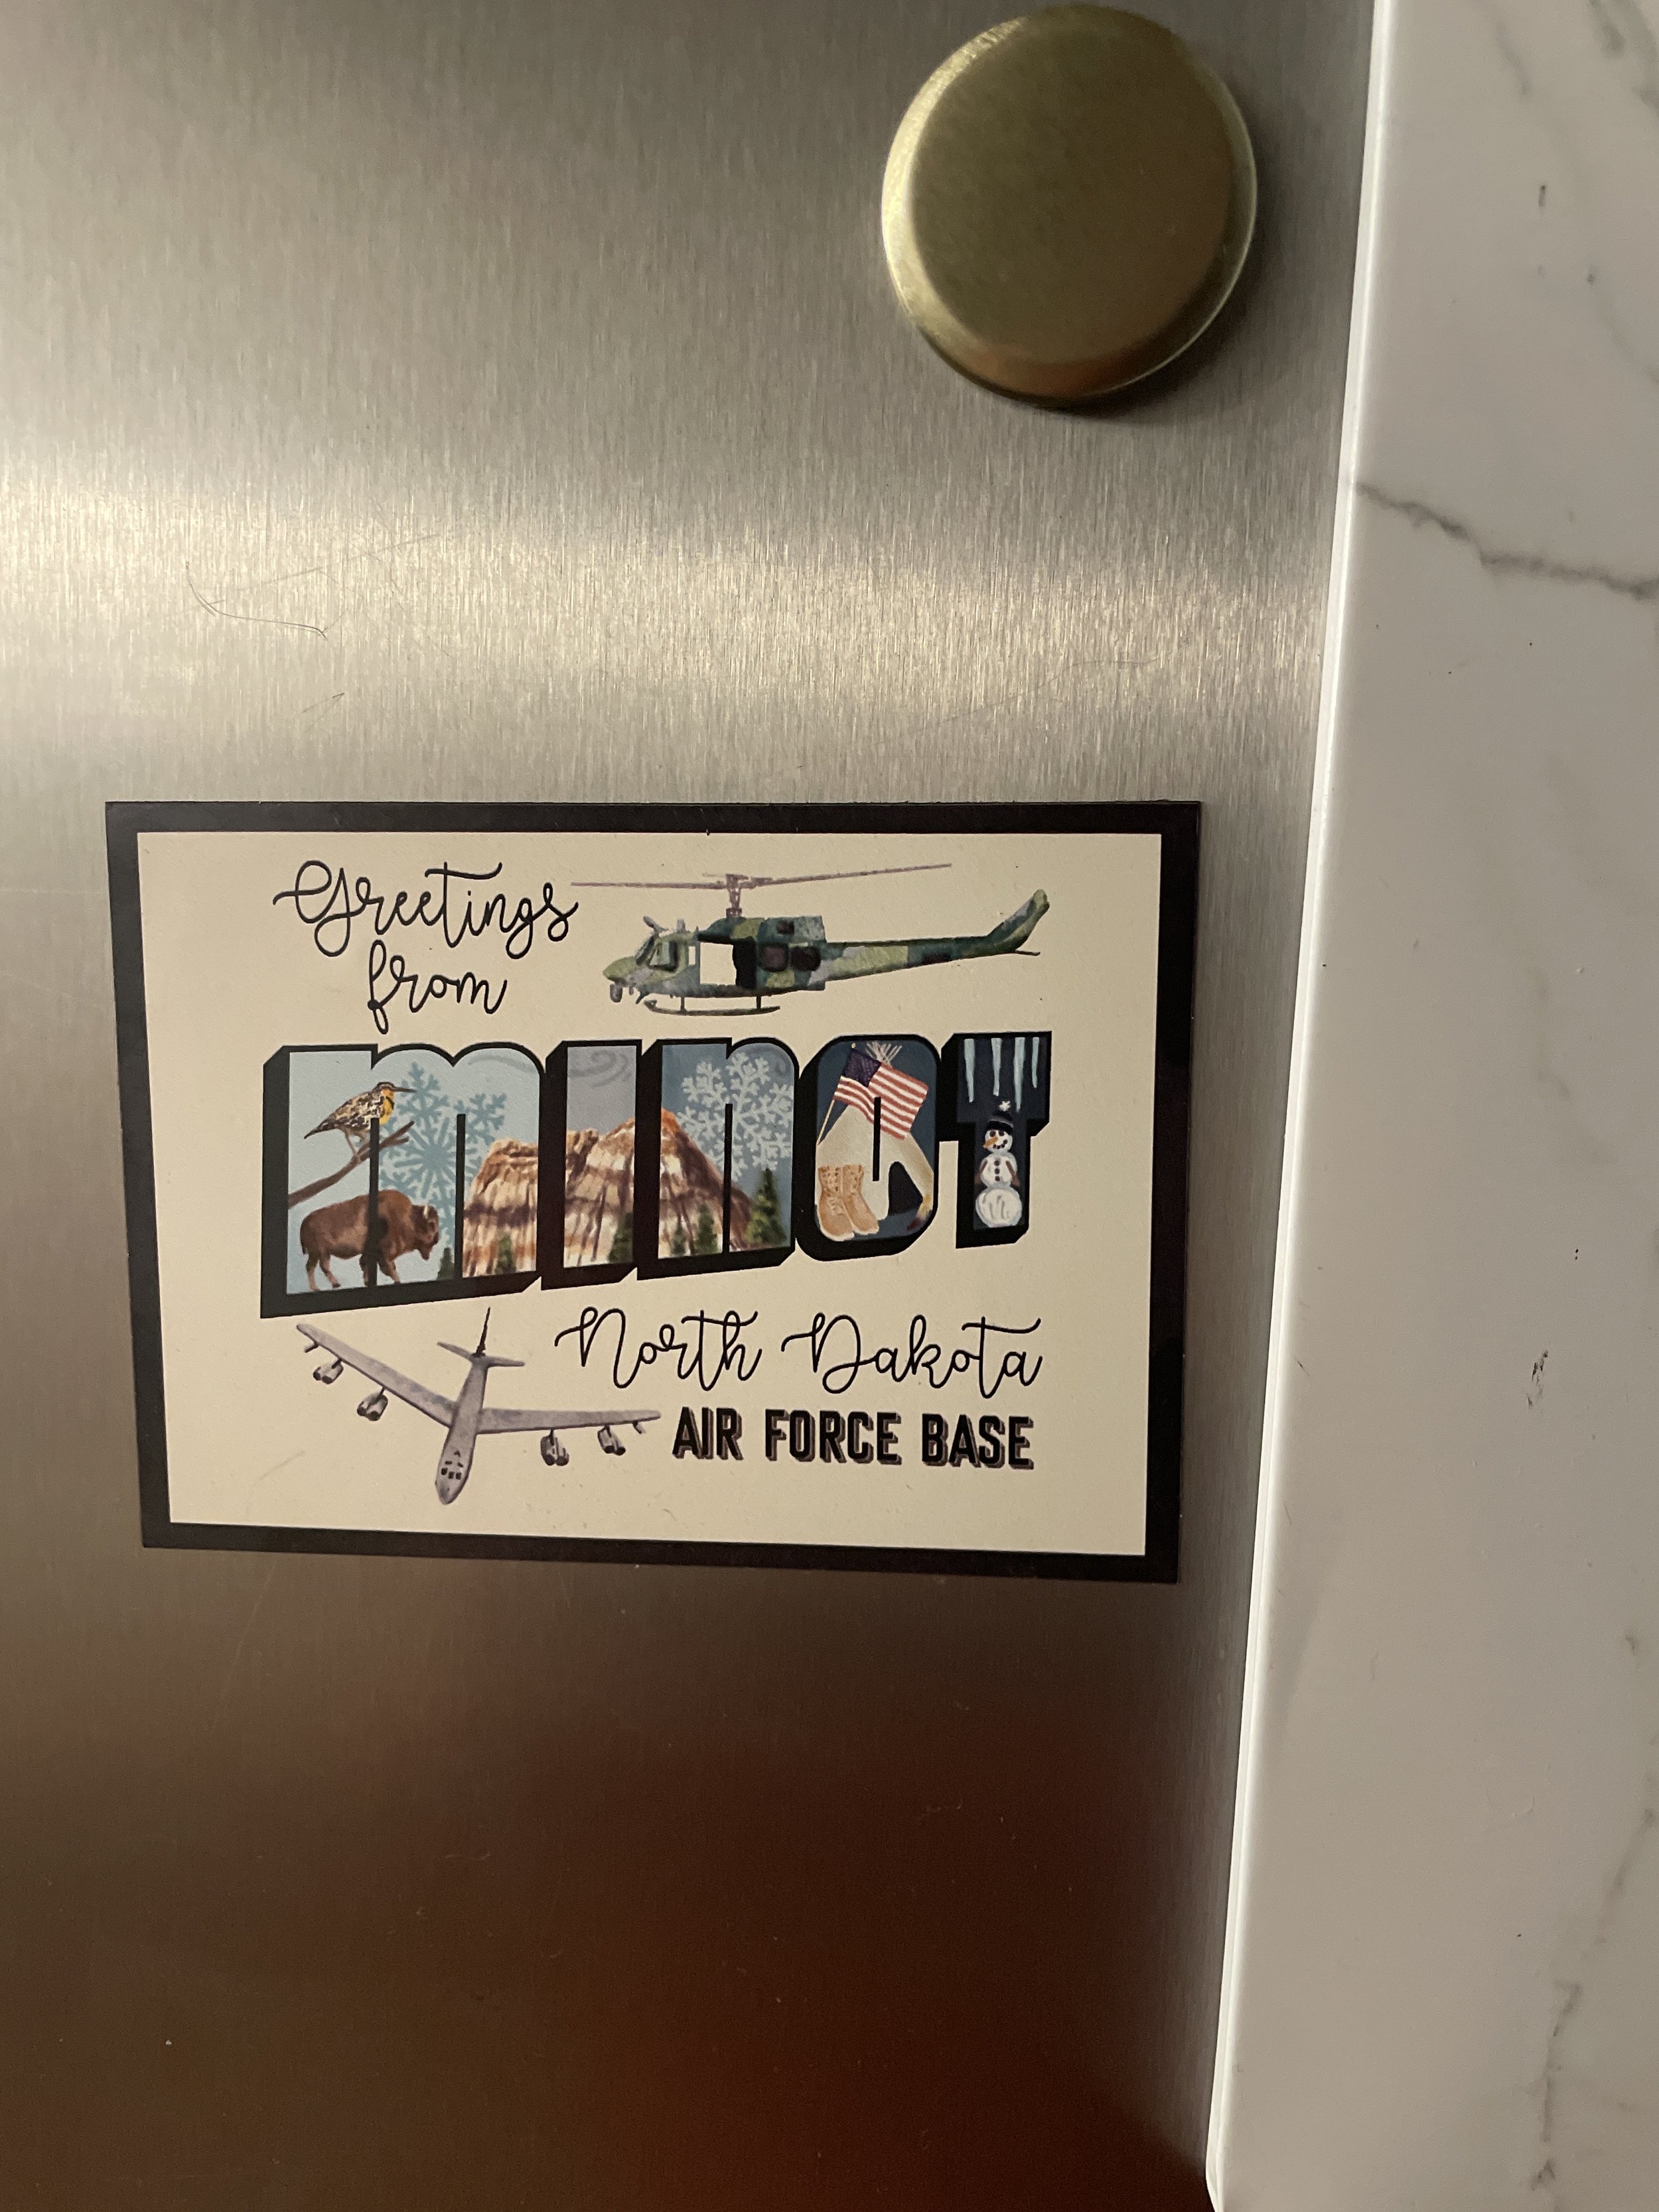 Greetings
from
MINOT
North Dakota
AIR FORCE BASE